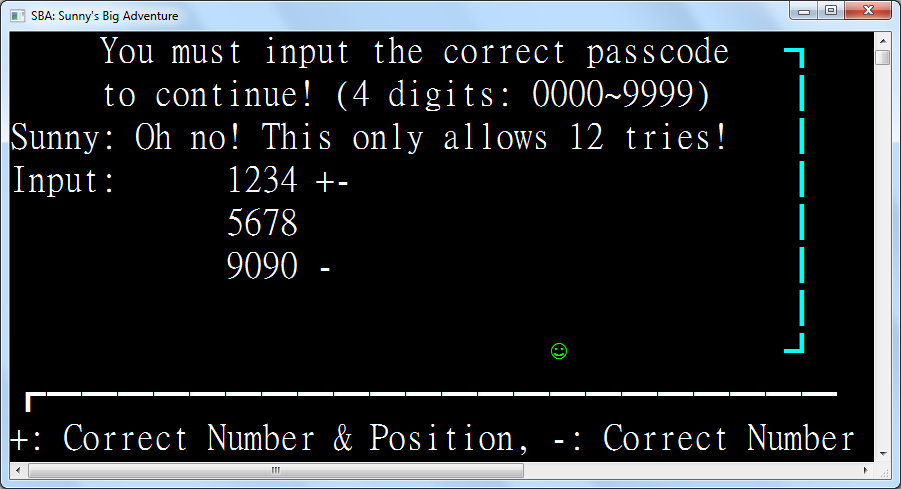 SBA: Sunny's Big Adventure
You must input the correct passcode
to continue! (4 digits: 0000~9999)
Sunny: Oh no! This only allows 12 tries!
Input: 1234 +-
5678
9090 -
+: Correct Number & Position, -: Correct Number